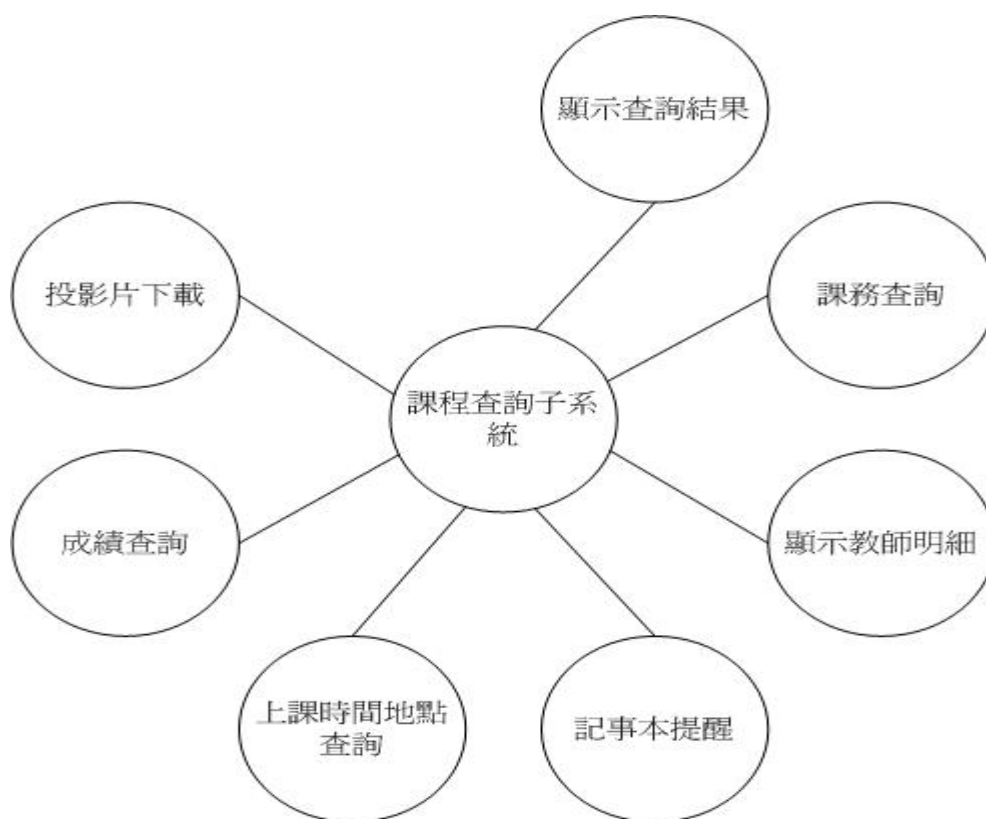 顯示查詢結果
投影片下載
課務查詢
課程查詢子系
統
成績查詢
顯示教師明細
上課時間地點
查詢
記事本提醒